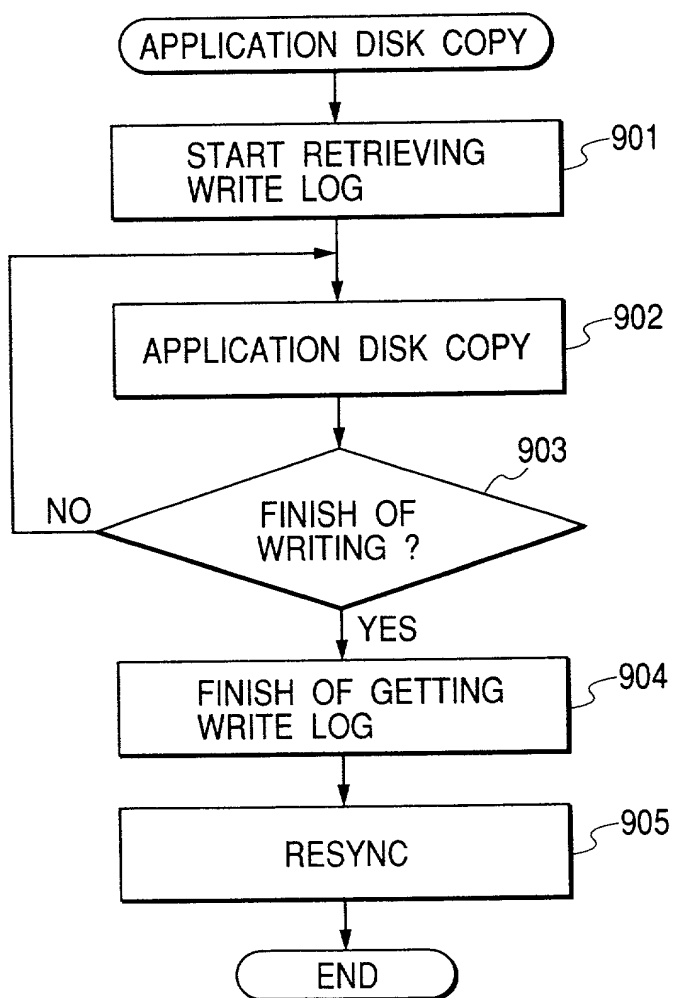 APPLICATION DISK COPY
START RETRIEVING
WRITE LOG
901
APPLICATION DISK COPY
902
903
FINISH OF
WRITING ?
NO
YES
FINISH OF GETTING
WRITE LOG
904
RESYNC
905
END